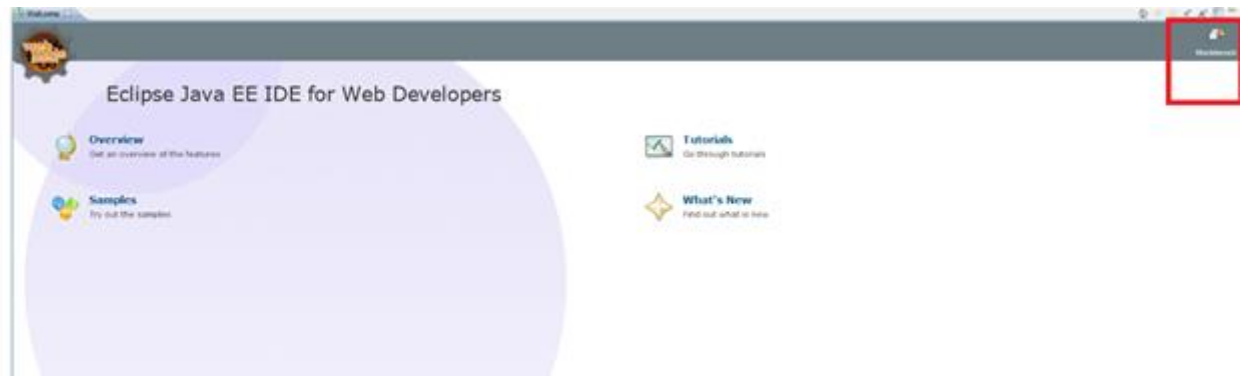 Welcome
Workbench
Eclipse Java EE IDE for Web Developers
Overview
Get an overview of the features
Tutorials
Go through tutorials
Samples
Try out the samples
What's New
Find out what is new